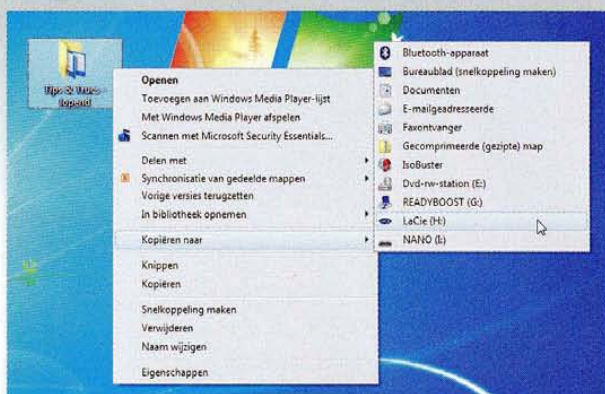 Tips & Trucs -
lopend
Openen
Toevoegen aan Windows Media Player-lijst
Met Windows Media Player afspelen
Scannen met Microsoft Security Essentials...
Delen met
Synchronisatie van gedeelde mappen
Vorige versies terugzetten
In bibliotheek opnemen
Kopiëren naar
Knippen
Kopiëren
Snelkoppeling maken
Verwijderen
Naam wijzigen
Eigenschappen
Bluetooth-apparaat
Bureaublad (snelkoppeling maken)
Documenten
E-mailgeadresseerde
Faxontvanger
Gecomprimeerde (gezipte) map
IsoBuster
Dvd-rw-station (E:)
READYBOOST (G:)
LaCie (H:)
NANO (I:)